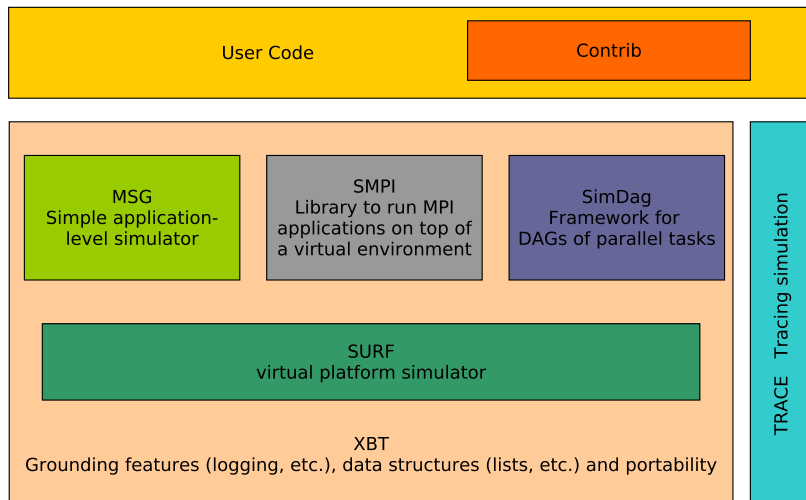 User Code
Contrib
MSG
Simple application-
level simulator
SMPI
Library to run MPI
applications on top of
a virtual environment
SimDag
Framework for
DAGs of parallel tasks
SURF
virtual platform simulator
XBT
Grounding features (logging, etc.), data structures (lists, etc.) and portability
TRACE Tracing simulation